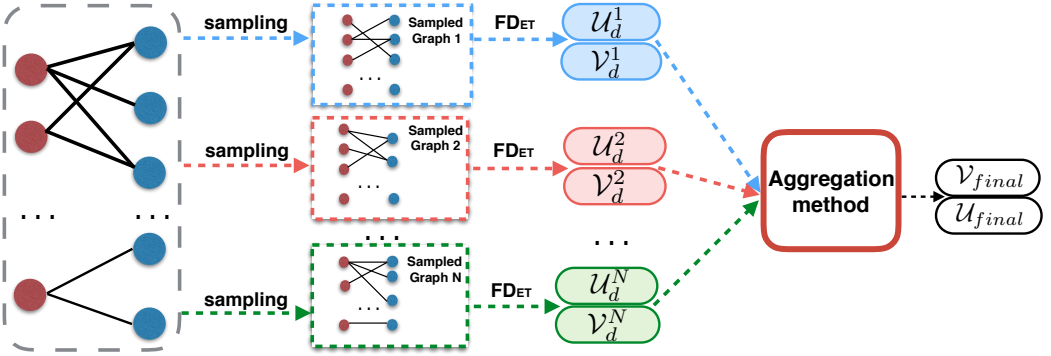 sampling
Sampled
Graph 1
. . .
FDET
𝒰_d^1
𝒱_d^1
sampling
Sampled
Graph 2
. . .
FDET
𝒰_d^2
𝒱_d^2
Aggregation
method
𝒱_final
𝒰_final
. . .
. . .
. . .
. . .
sampling
Sampled
Graph N
. . .
FDET
𝒰_d^N
𝒱_d^N